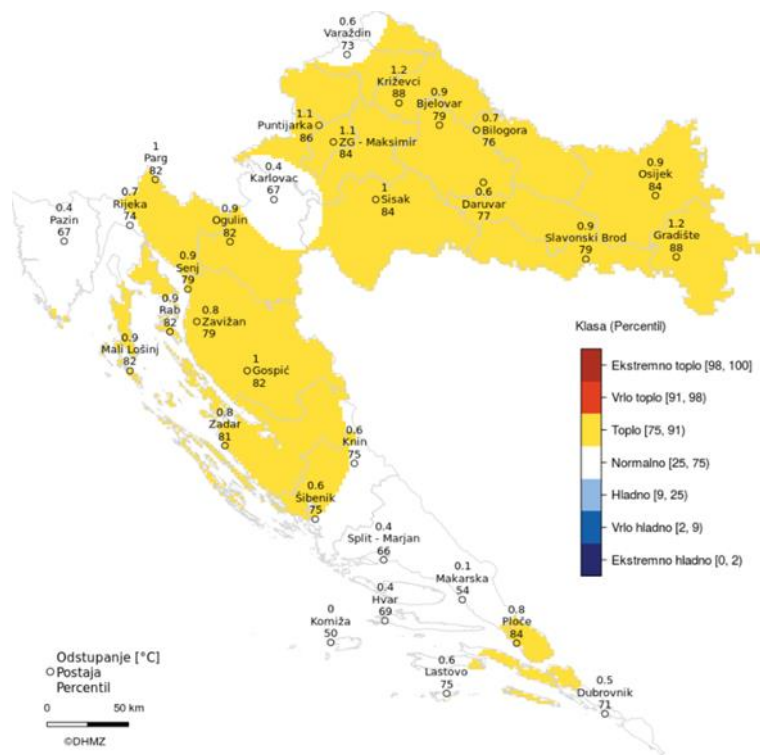 0.6
Varaždin
73
1.2
Križevci
88
0.9
Bjelovar
79
0.7
Bilogora
76
1.1
Puntijarka
86
1.1
ZG - Maksimir
84
1
Parg
82
0.4
Karlovac
67
1
Sisak
84
0.6
Daruvar
77
0.9
Osijek
84
0.4
Pazin
67
0.7
Rijeka
74
0.9
Ogulin
82
0.9
Slavonski Brod
79
1.2
Gradište
88
0.9
Senj
79
0.9
Rab
82
0.8
Zavižan
79
0.9
Mali Lošinj
82
1
Gospić
82
0.8
Zadar
81
0.6
Knin
75
0.6
Šibenik
75
0.4
Split - Marjan
66
0.1
Makarska
54
0.4
Hvar
69
0
Komiža
50
0.8
Ploče
84
0.6
Lastovo
75
0.5
Dubrovnik
71
Klasa (Percentil)
Ekstremno toplo [98, 100]
Vrlo toplo [91, 98)
Toplo [75, 91)
Normalno [25, 75)
Hladno [9, 25)
Vrlo hladno [2, 9)
Ekstremno hladno [0, 2)
Odstupanje [°C]
Postaja
Percentil
0 50 km
©DHMZ